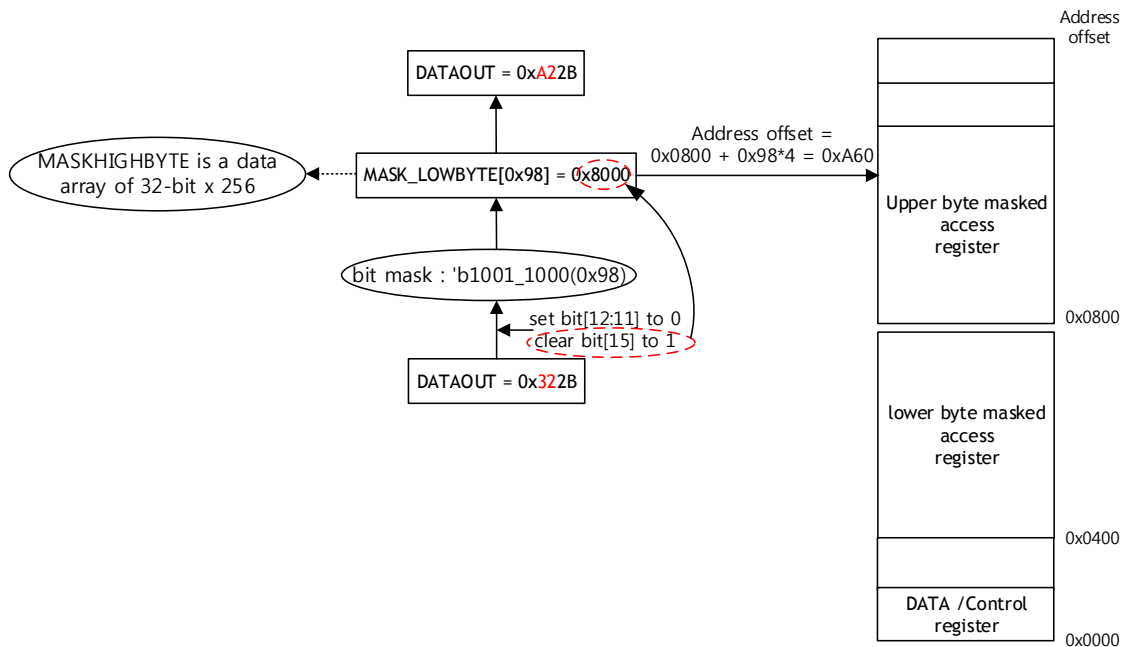 Address
offset
DATAOUT = 0xA22B
MASKHIGHBYTE is a data
array of 32-bit x 256
MASK_LOWBYTE[0x98] = 0x8000
Address offset =
0x0800 + 0x98*4 = 0xA60
Upper byte masked
access
register
bit mask : 'b1001_1000(0x98)
set bit[12:11] to 0
clear bit[15] to 1
0x0800
DATAOUT = 0x322B
lower byte masked
access
register
0x0400
DATA /Control
register
0x0000